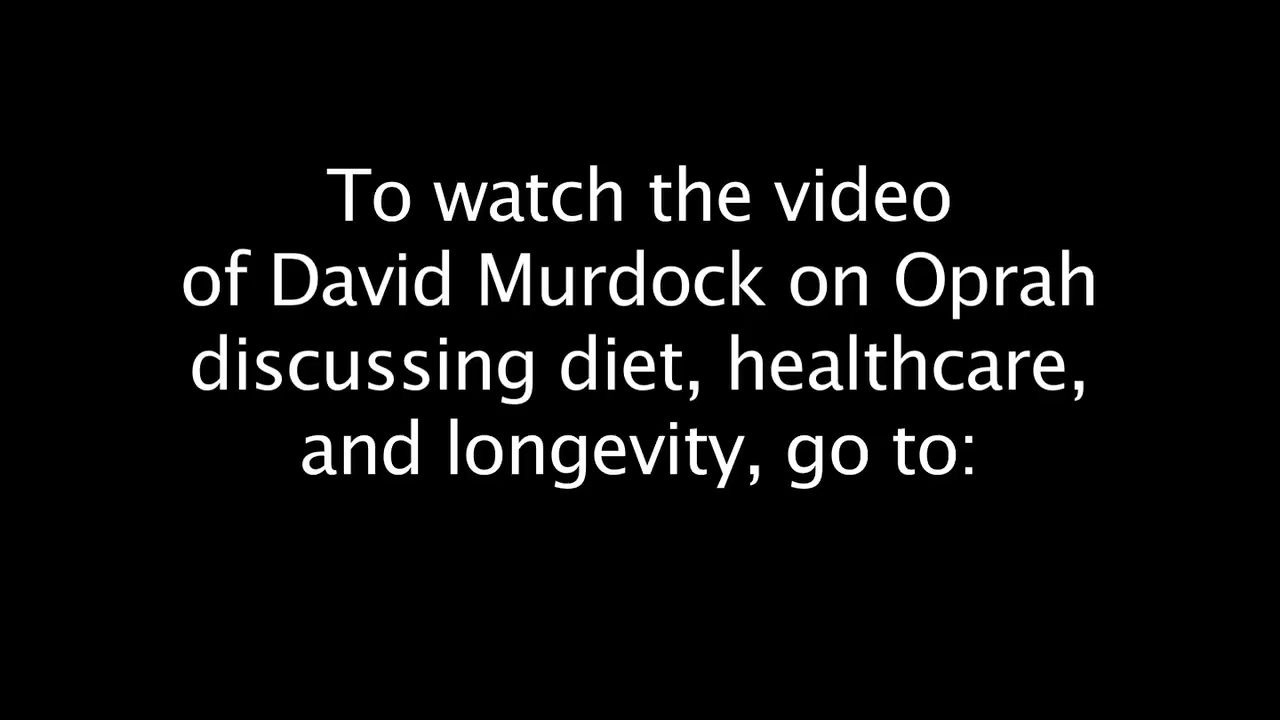 To watch the video
of David Murdock on Oprah
discussing diet, healthcare,
and longevity, go to: